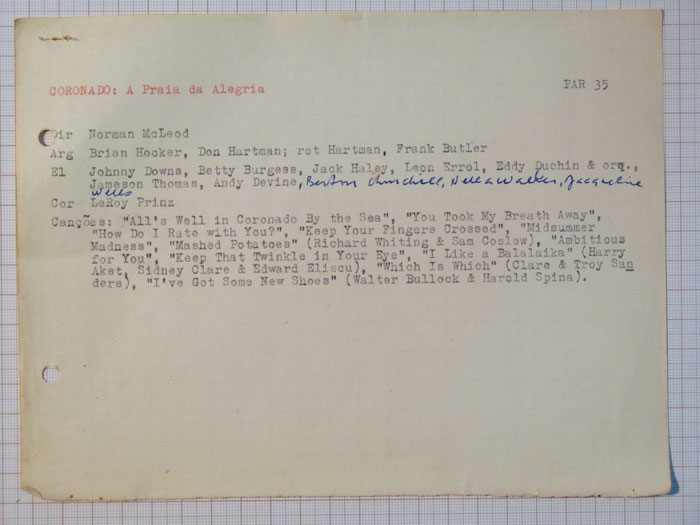 CORONADO: A Praia da Alegria PAR 35
Dir Norman McLeod
Arg Brian Hooker, Don Hartman; rot Hartman, Frank Butler
El Johnny Downs, Betty Burgess, Jack Haley, Leon Errol, Eddy Duchin & orq.,
Jameson Thomas, Andy Devine, Berton Churchill, Nella Walker, Jacqueline
Wells
Cor LeRoy Prinz
Canções: "All's Well in Coronado By the Sea", "You Took My Breath Away",
"How Do I Rate with You?", "Keep Your Fingers Crossed", "Midsummer
Madness", "Mashed Potatoes" (Richard Whiting & Sam Coslow), "Ambitious
for You", "Keep That Twinkle in Your Eye", "I Like a Balalaika" (Harry
Akst, Sidney Clare & Edward Eliscu), "Which Is Which" (Clare & Troy San
ders), "I've Got Some New Shoes" (Walter Bullock & Harold Spina).